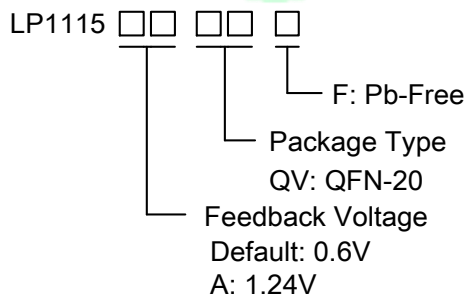 LP1115 □□ □□ □
F: Pb-Free
Package Type
QV: QFN-20
Feedback Voltage
Default: 0.6V
A: 1.24V